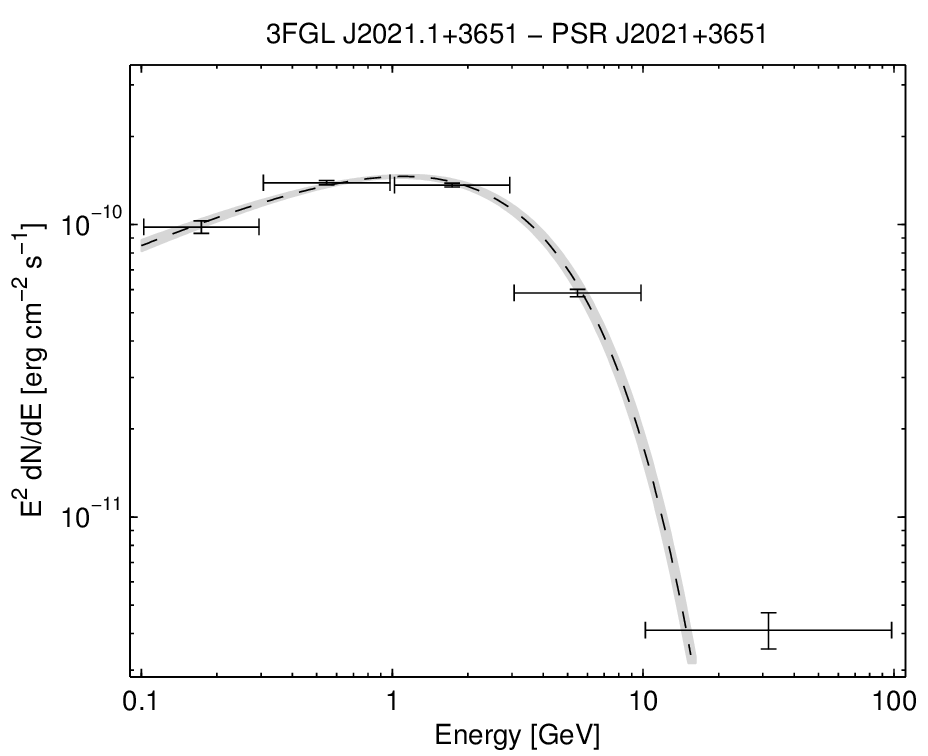 3FGL J2021.1+3651 − PSR J2021+3651
E² dN/dE [erg cm⁻² s⁻¹]
10⁻¹⁰
10⁻¹¹
0.1 1 10 100
Energy [GeV]